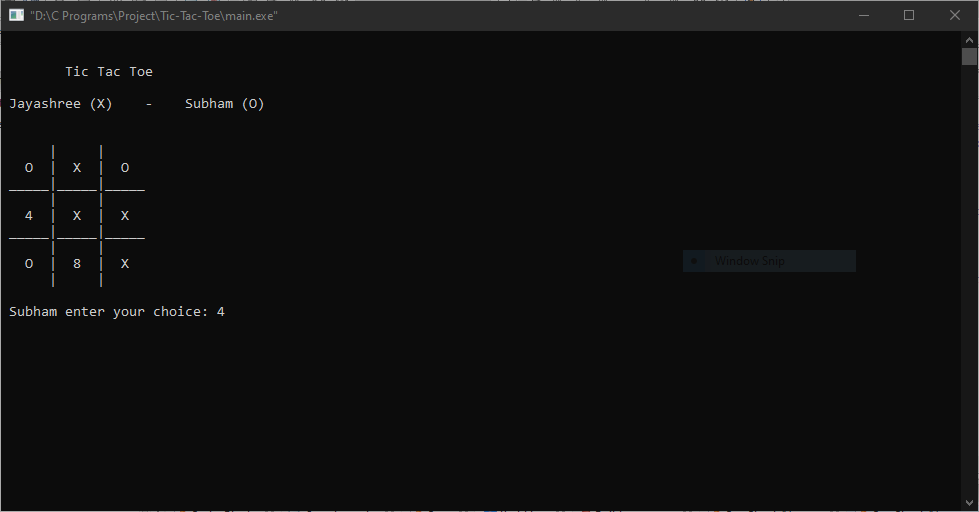 "D:\C Programs\Project\Tic-Tac-Toe\main.exe"
Tic Tac Toe
Jayashree (X)    -    Subham (O)
O | X | O
4 | X | X
O | 8 | X
Window Snip
Subham enter your choice: 4